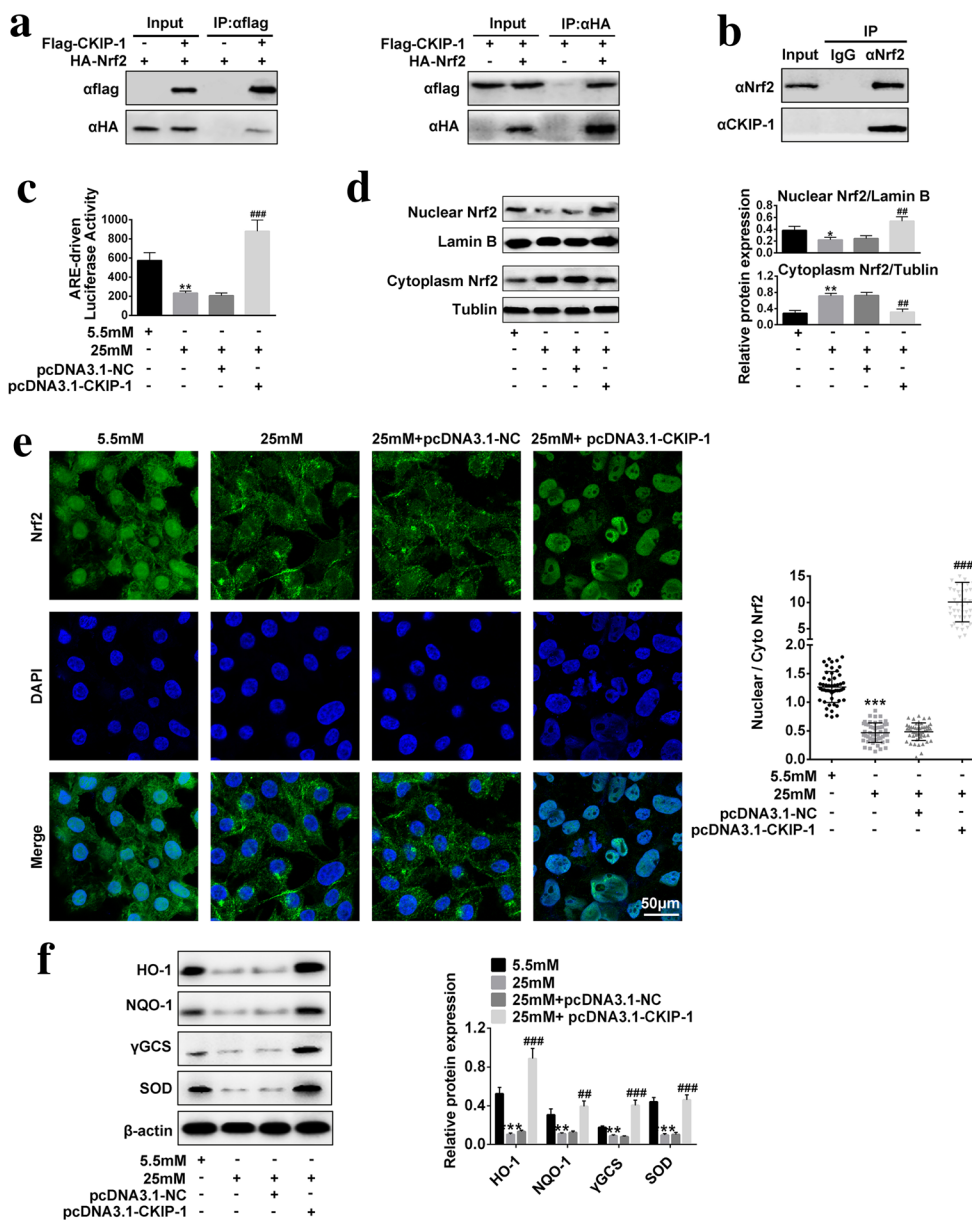 a
Input IP:αflag
Flag-CKIP-1 - + - +
HA-Nrf2 + + + +
αflag
αHA
Input IP:αHA
Flag-CKIP-1 + + + +
HA-Nrf2 - + - +
αflag
αHA
b
IP
Input IgG αNrf2
αNrf2
αCKIP-1
c
ARE-driven
Luciferase Activity
1000
800
600
400
200
0
**
###
5.5mM + - - -
25mM - + + +
pcDNA3.1-NC - - + -
pcDNA3.1-CKIP-1 - - - +
d
Nuclear Nrf2
Lamin B
Cytoplasm Nrf2
Tublin
+ - - -
- + + +
- - + -
- - - +
Relative protein expression
Nuclear Nrf2/Lamin B
0.8
0.6
0.4
0.2
0.0
*
##
Cytoplasm Nrf2/Tublin
1.2
0.8
0.4
0.0
**
##
+ - - -
- + + +
- - + -
- - - +
e
5.5mM 25mM 25mM+pcDNA3.1-NC 25mM+ pcDNA3.1-CKIP-1
Nrf2
DAPI
Merge
50μm
Nuclear / Cyto Nrf2
15
10
5
2.0
1.5
1.0
0.5
0.0
***
###
5.5mM + - - -
25mM - + + +
pcDNA3.1-NC - - + -
pcDNA3.1-CKIP-1 - - - +
f
HO-1
NQO-1
γGCS
SOD
β-actin
5.5mM + - - -
25mM - + + +
pcDNA3.1-NC - - + -
pcDNA3.1-CKIP-1 - - - +
5.5mM
25mM
25mM+pcDNA3.1-NC
25mM+ pcDNA3.1-CKIP-1
Relative protein expression
1.2
0.8
0.4
0.0
*** ###
** ##
** ###
** ###
HO-1 NQO-1 γGCS SOD